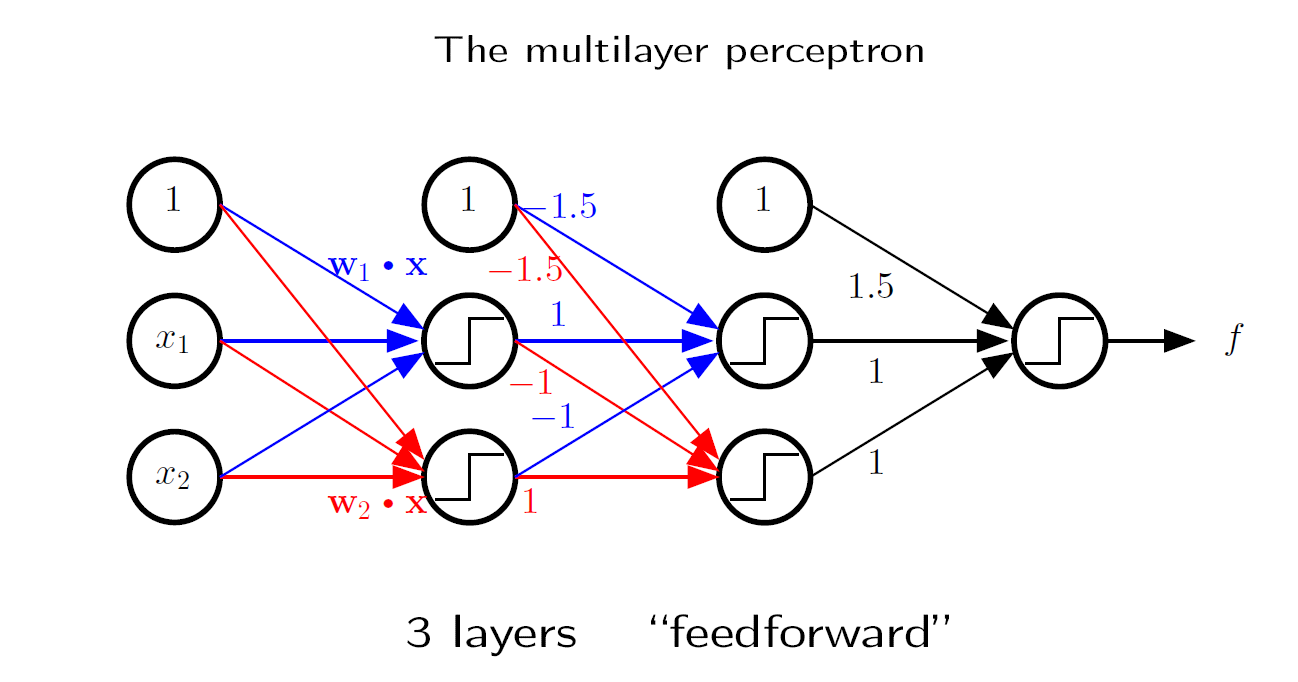 The multilayer perceptron
1
1
−1.5
1
w₁ • x
−1.5
1.5
1
x₁
f
−1
1
−1
1
x₂
w₂ • x
1
3 layers “feedforward”